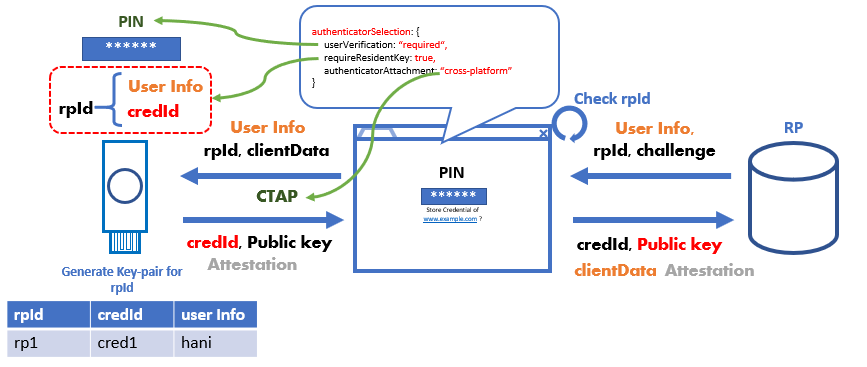 PIN
******
authenticatorSelection: {
userVerification: “required”,
requireResidentKey: true,
authenticatorAttachment: “cross-platform”
}
rpId
User Info
credId
Check rpId
User Info
rpId, clientData
CTAP
credId, Public key
Attestation
PIN
******
Store Credential of
www.example.com ?
User Info,
rpId, challenge
RP
credId, Public key
clientData Attestation
Generate Key-pair for
rpId
rpId credId user Info
rp1 cred1 hani